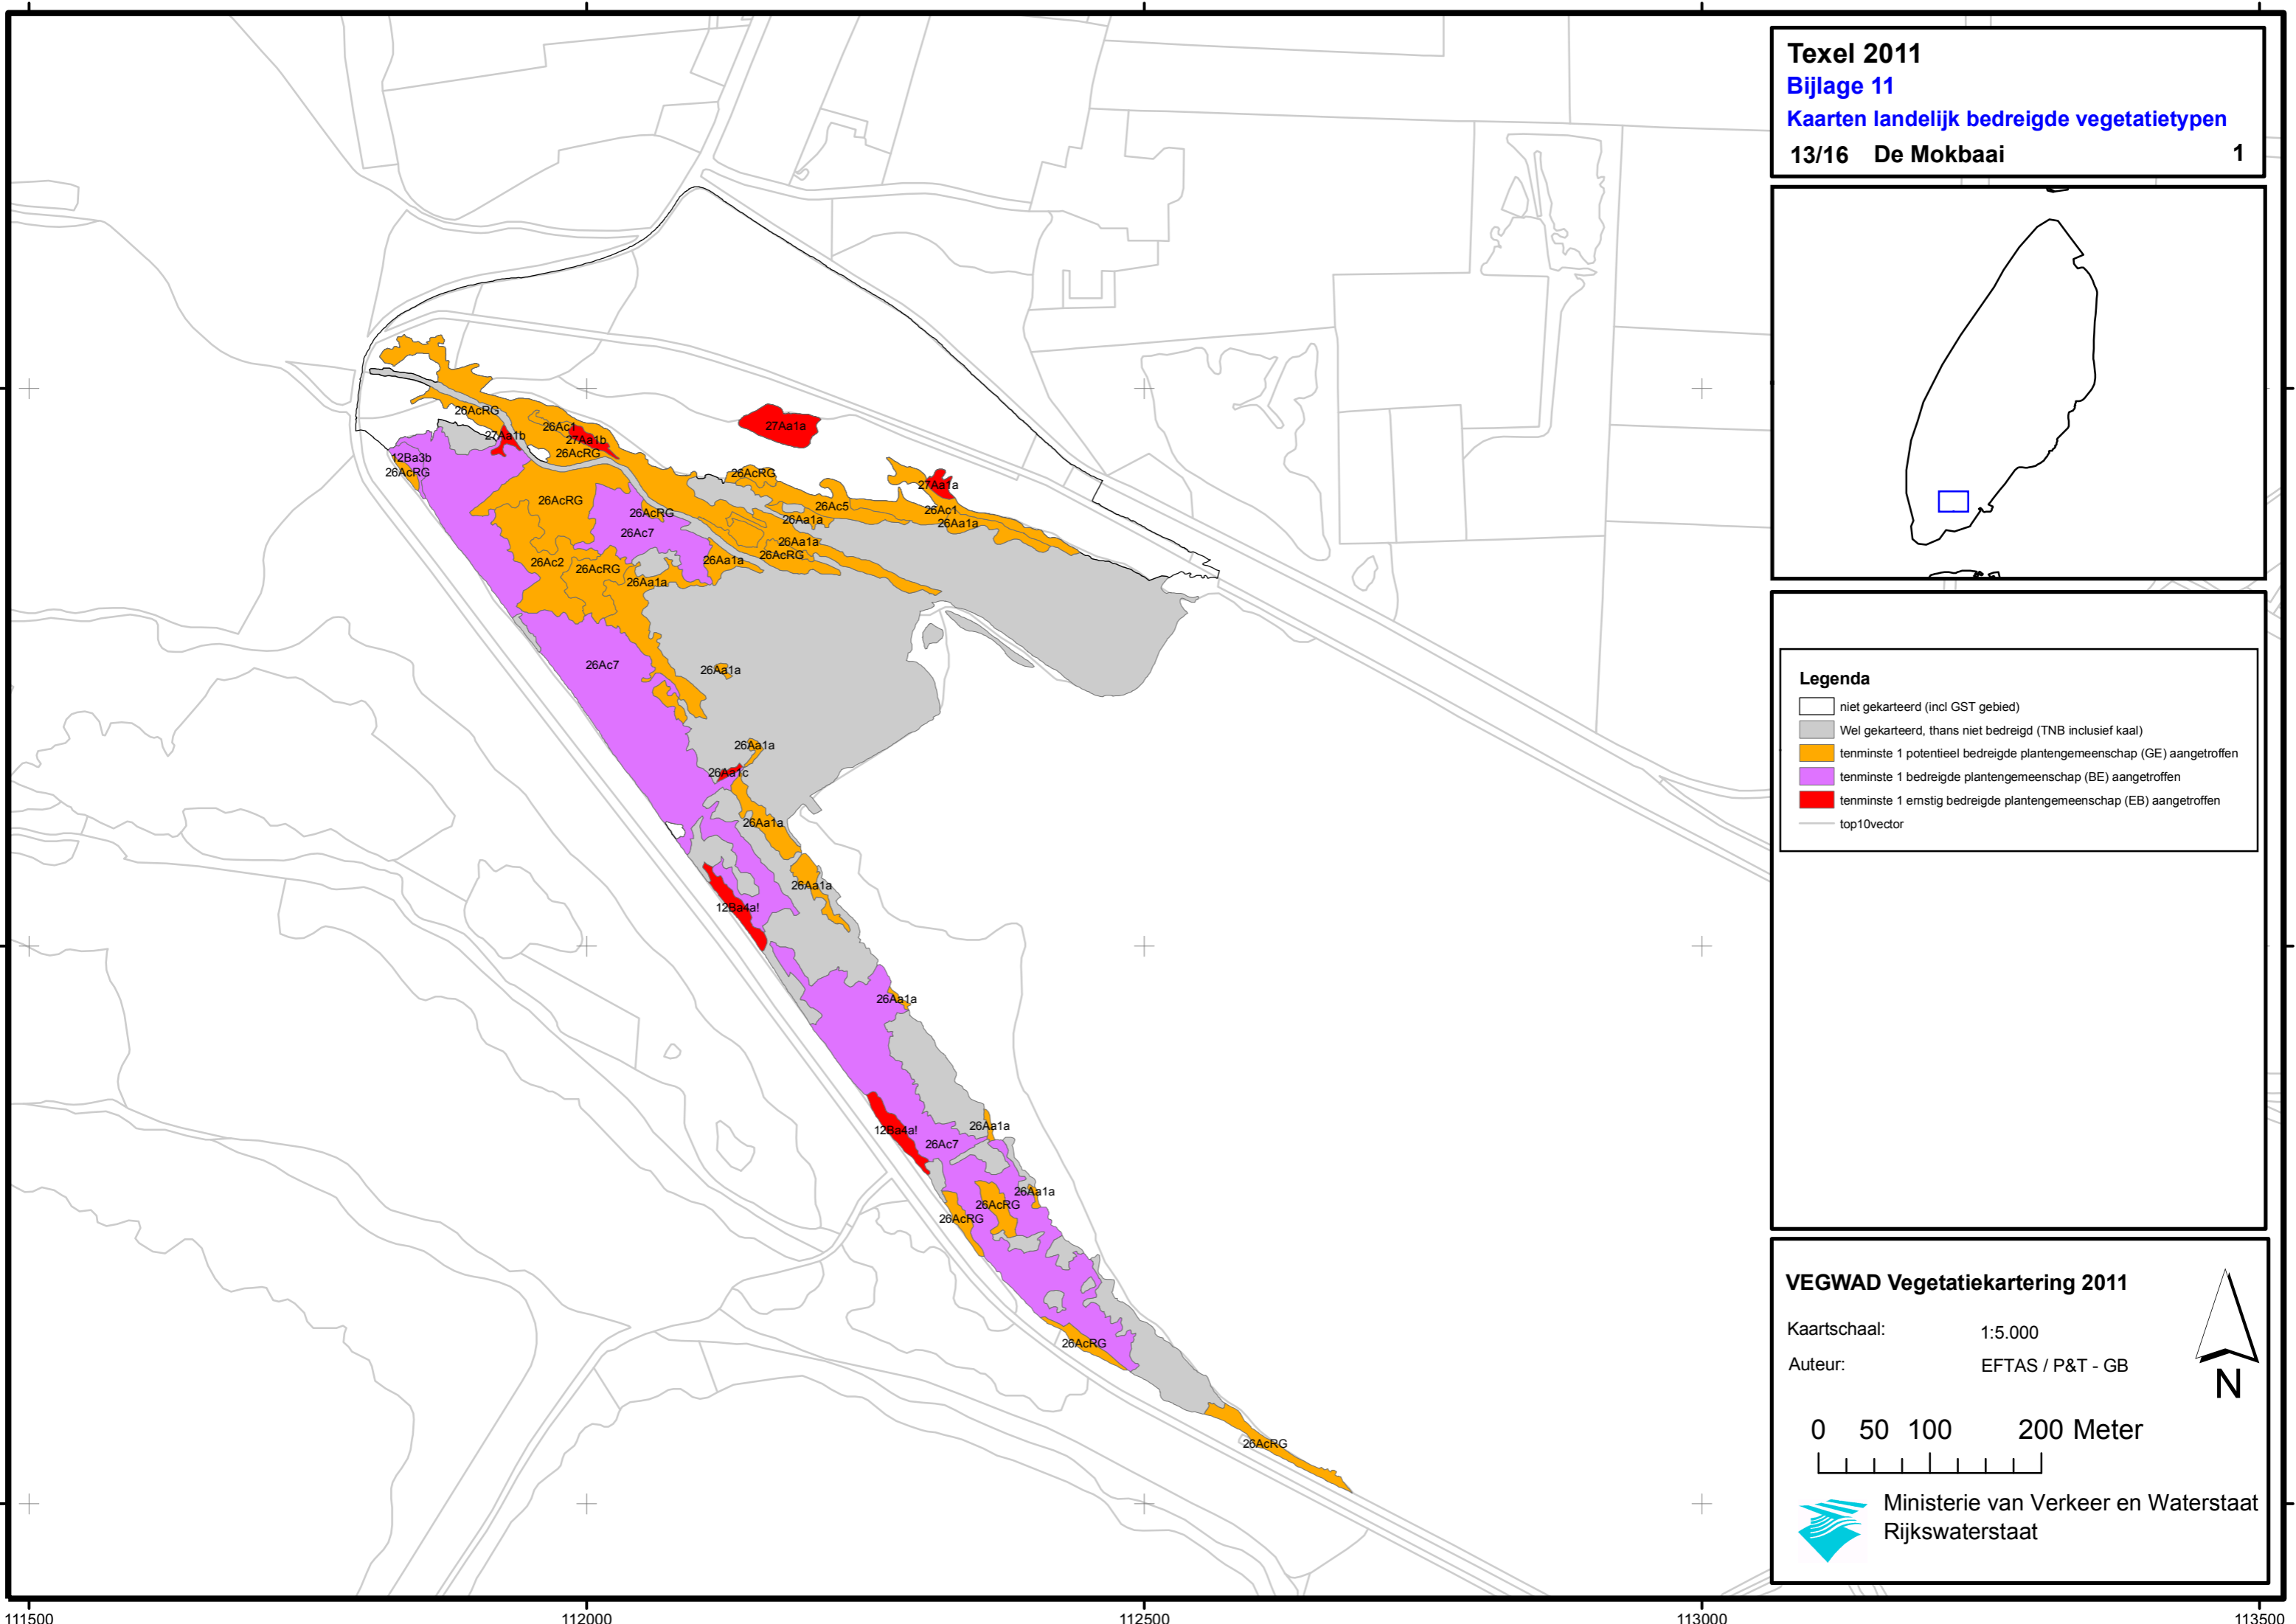 Texel 2011
Bijlage 11
Kaarten landelijk bedreigde vegetatietypen
13/16 De Mokbaai 1
26AcRG
26Ac1
27Aa1b
27Aa1b
26AcRG
27Aa1a
12Ba3b
26AcRG
26AcRG
27Aa1a
26AcRG
26Ac5
26Ac1
26AcRG
26Aa1a
26Aa1a
26Ac7
26Aa1a
26AcRG
26Aa1a
26Ac2
26AcRG
26Aa1a
26Ac7
26Aa1a
26Aa1a
26Aa1c
26Aa1a
26Aa1a
12Ba4a!
26Aa1a
26Aa1a
12Ba4a!
26Ac7
26Aa1a
26AcRG
26AcRG
26AcRG
26AcRG
Legenda
niet gekarteerd (incl GST gebied)
Wel gekarteerd, thans niet bedreigd (TNB inclusief kaal)
tenminste 1 potentieel bedreigde plantengemeenschap (GE) aangetroffen
tenminste 1 bedreigde plantengemeenschap (BE) aangetroffen
tenminste 1 ernstig bedreigde plantengemeenschap (EB) aangetroffen
top10vector
VEGWAD Vegetatiekartering 2011
Kaartschaal: 1:5.000
Auteur: EFTAS / P&T - GB
N
0 50 100 200 Meter
Ministerie van Verkeer en Waterstaat
Rijkswaterstaat
111500 112000 112500 113000 113500